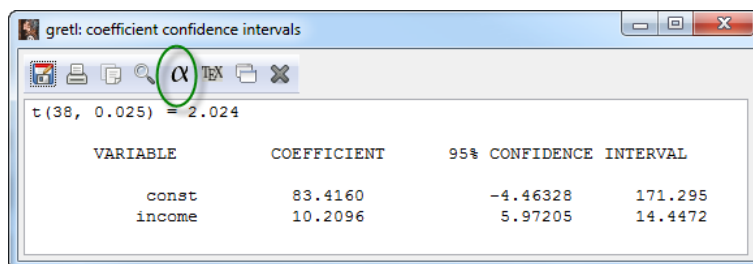 gretl: coefficient confidence intervals
α TEX
t(38, 0.025) = 2.024
VARIABLE COEFFICIENT 95% CONFIDENCE INTERVAL
const 83.4160 -4.46328 171.295
income 10.2096 5.97205 14.4472